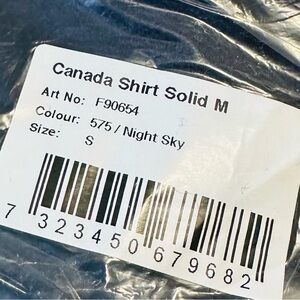 Canada Shirt Solid M
Art No: F90654
Colour: 575 / Night Sky
Size: S
7 323450 679682